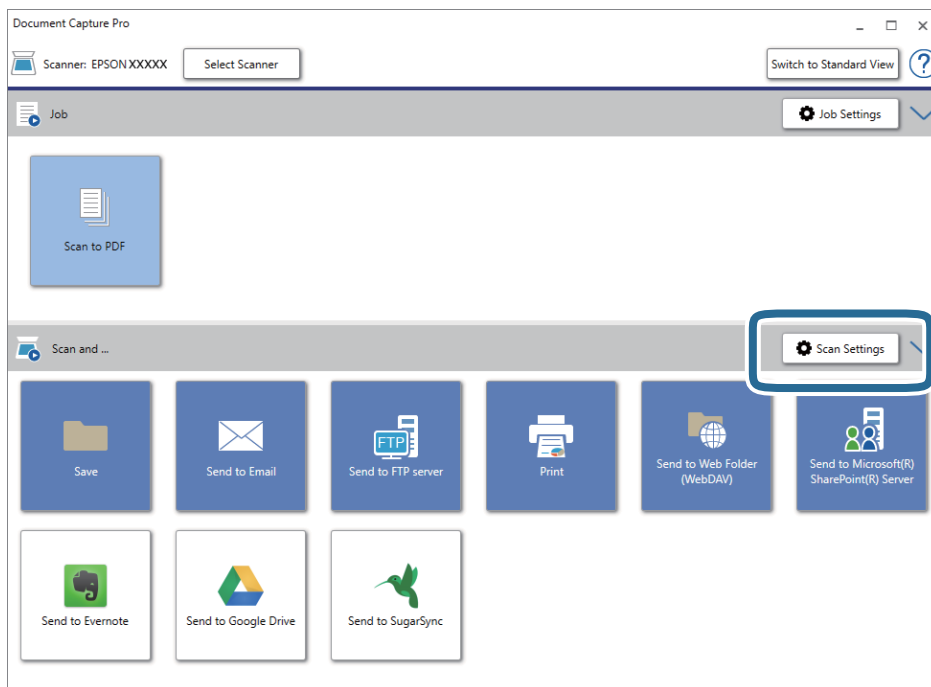 Document Capture Pro
Scanner: EPSON XXXXX
Select Scanner
Switch to Standard View
?
Job
Job Settings
Scan to PDF
Scan and ...
Scan Settings
Save
Send to Email
FTP
Send to FTP server
Print
Send to Web Folder
(WebDAV)
Send to Microsoft(R)
SharePoint(R) Server
Send to Evernote
Send to Google Drive
Send to SugarSync